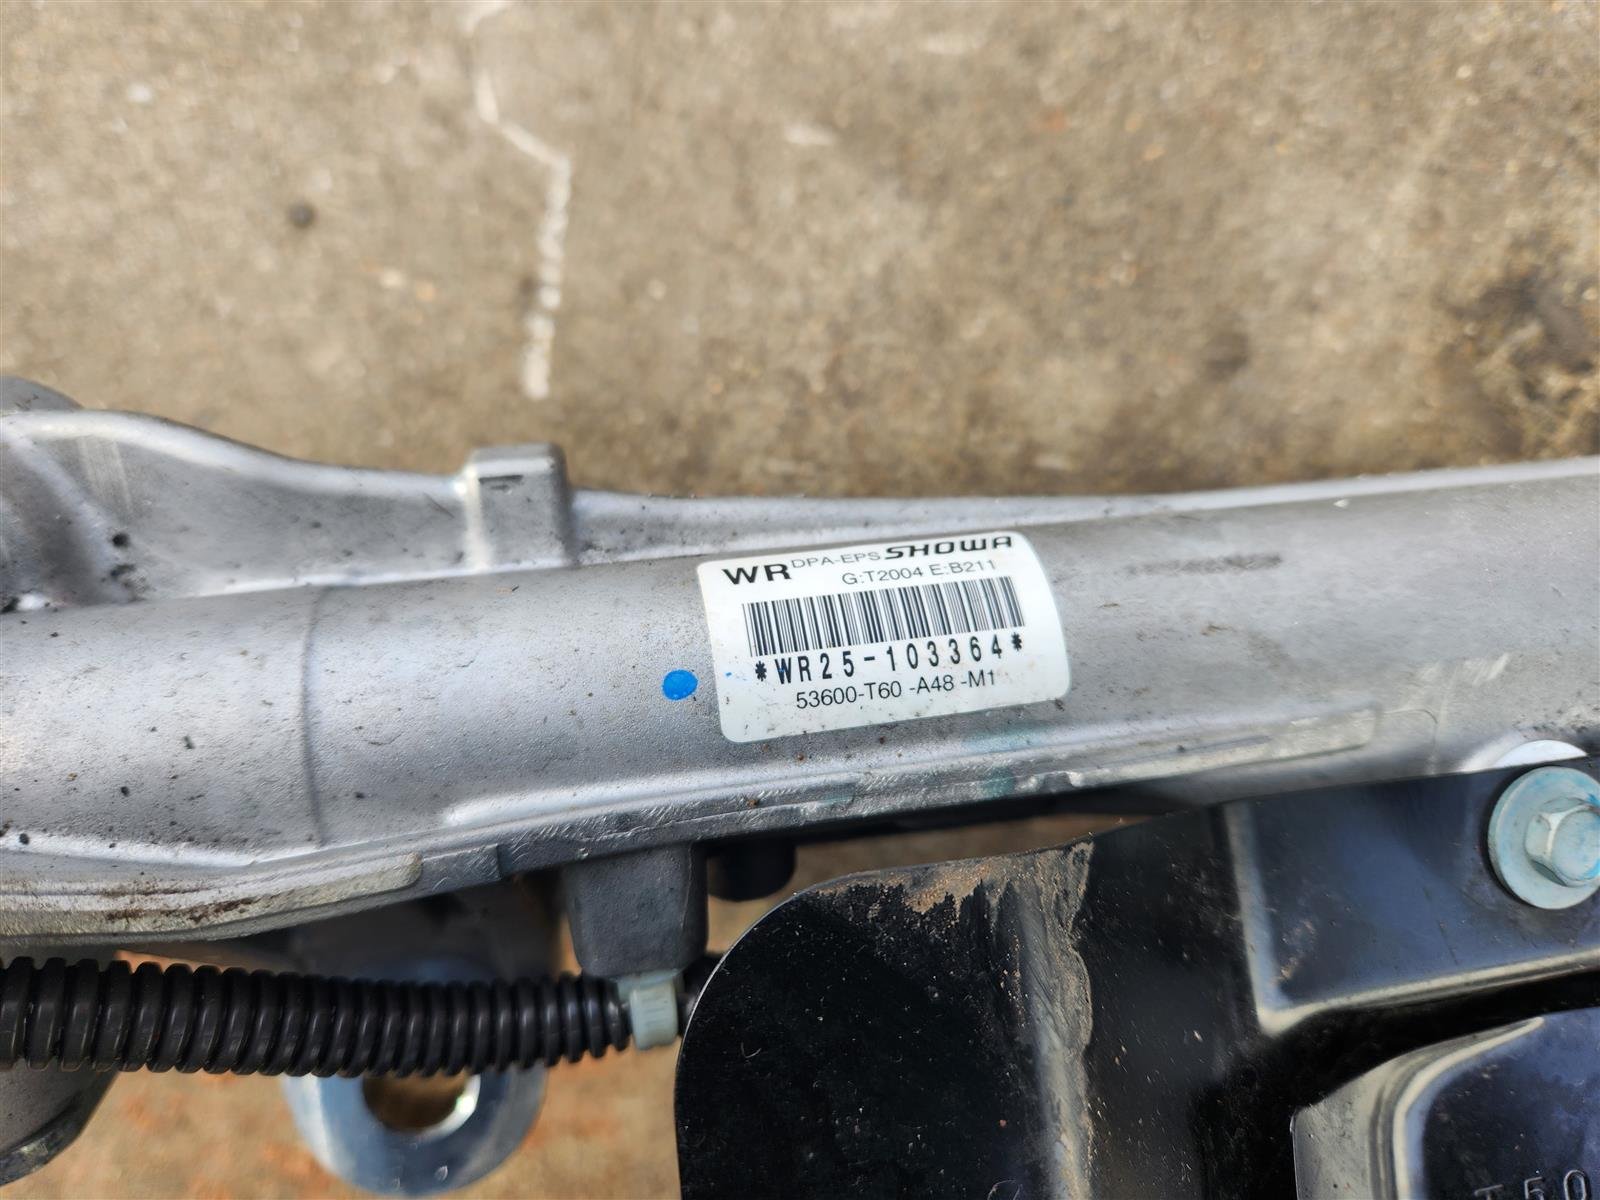 WR DPA-EPS SHOWA
G:T2004 E:B211
*WR25-103364*
53600-T60 -A48 -M1